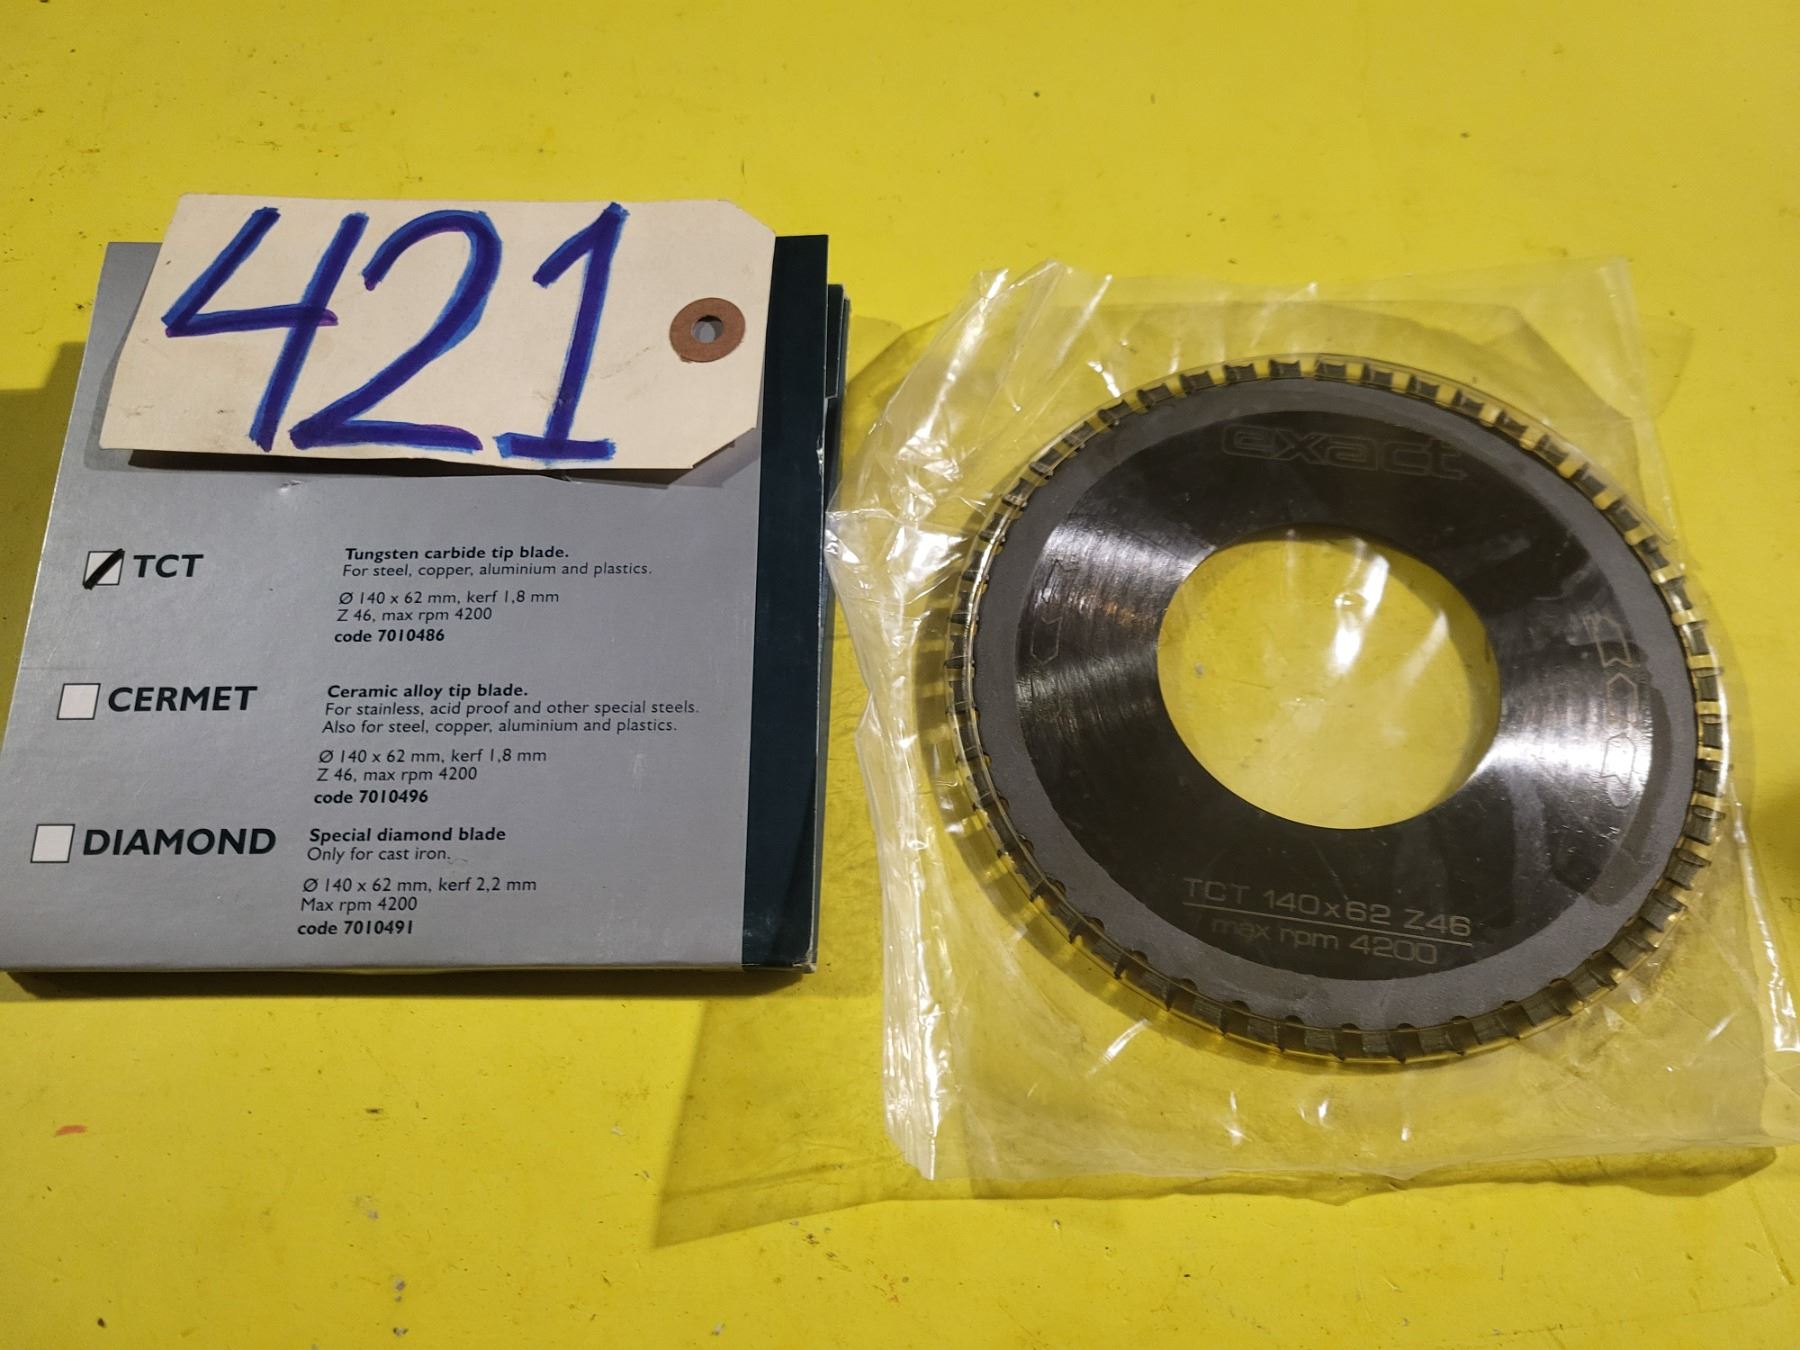 421
TCT
Tungsten carbide tip blade.
For steel, copper, aluminium and plastics.
Ø 140 x 62 mm, kerf 1,8 mm
Z 46, max rpm 4200
code 7010486
CERMET
Ceramic alloy tip blade.
For stainless, acid proof and other special steels.
Also for steel, copper, aluminium and plastics.
Ø 140 x 62 mm, kerf 1,8 mm
Z 46, max rpm 4200
code 7010496
DIAMOND
Special diamond blade
Only for cast iron.
Ø 140 x 62 mm, kerf 2,2 mm
Max rpm 4200
code 7010491
exact
TCT 140x62 Z46
max rpm 4200